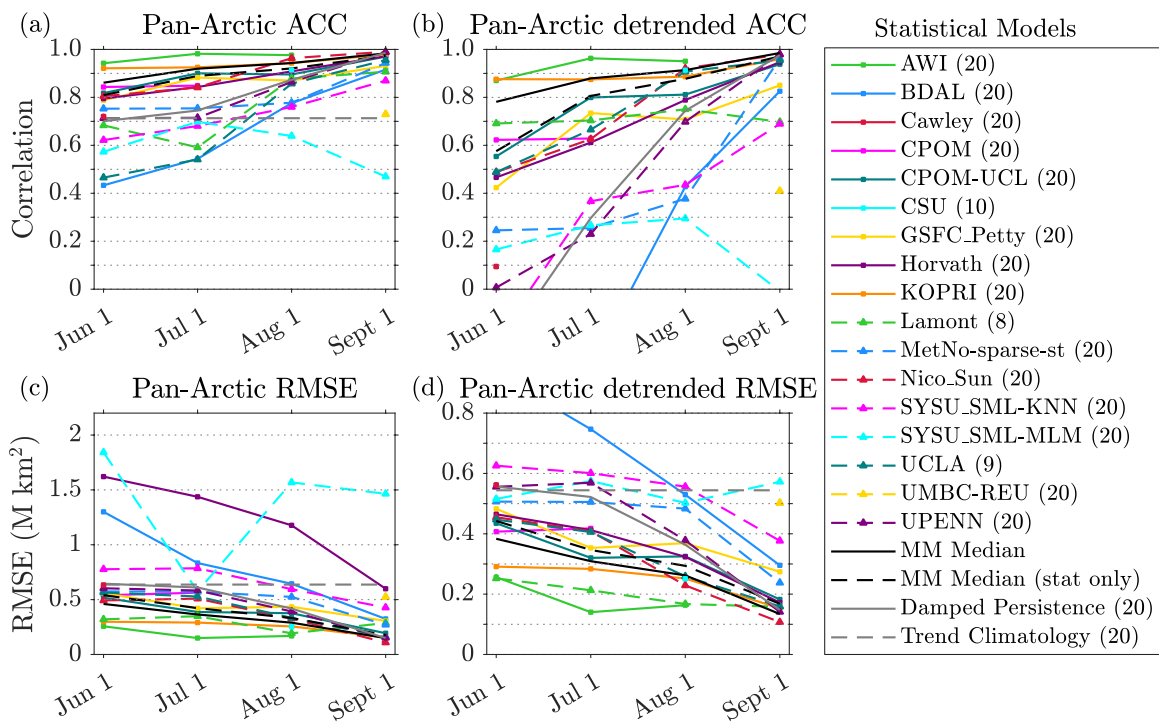 (a) Pan-Arctic ACC
1.0
0.8
0.6
0.4
0.2
0
Correlation
Jun 1
Jul 1
Aug 1
Sept 1
(b) Pan-Arctic detrended ACC
1.0
0.8
0.6
0.4
0.2
0
Jun 1
Jul 1
Aug 1
Sept 1
(c) Pan-Arctic RMSE
2
1.5
1
0.5
0
RMSE (M km²)
Jun 1
Jul 1
Aug 1
Sept 1
(d) Pan-Arctic detrended RMSE
0.8
0.6
0.4
0.2
0
Jun 1
Jul 1
Aug 1
Sept 1
Statistical Models
AWI (20)
BDAL (20)
Cawley (20)
CPOM (20)
CPOM-UCL (20)
CSU (10)
GSFC_Petty (20)
Horvath (20)
KOPRI (20)
Lamont (8)
MetNo-sparse-st (20)
Nico_Sun (20)
SYSU_SML-KNN (20)
SYSU_SML-MLM (20)
UCLA (9)
UMBC-REU (20)
UPENN (20)
MM Median
MM Median (stat only)
Damped Persistence (20)
Trend Climatology (20)